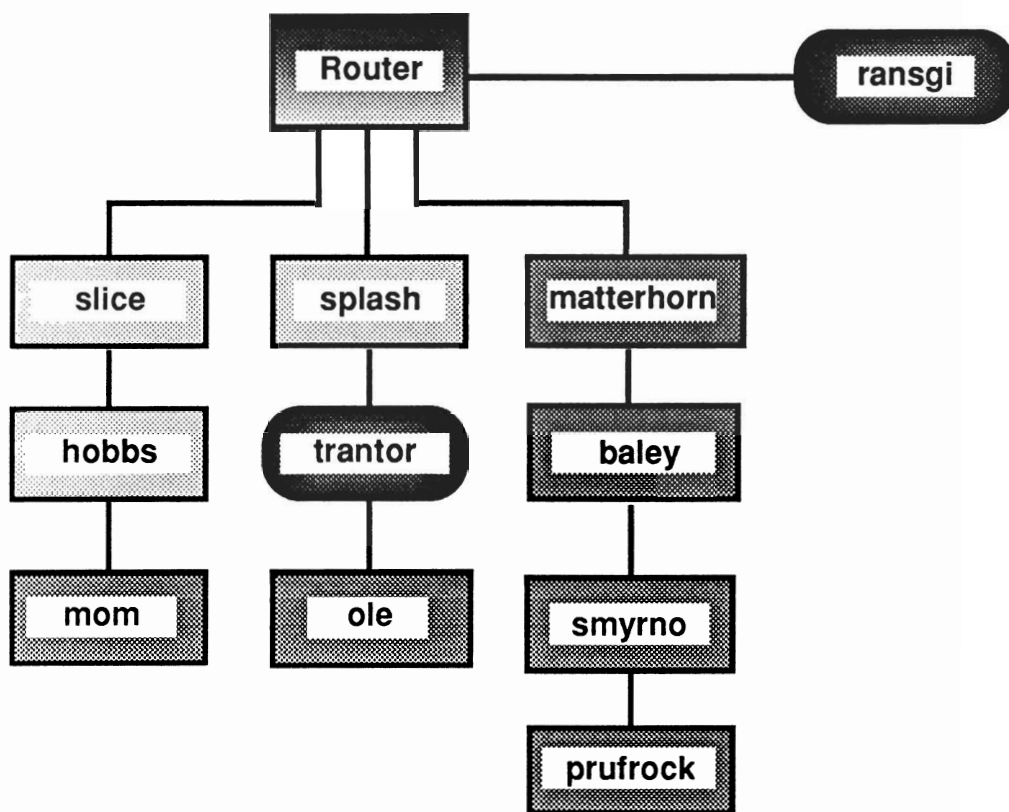 Router
ransgi
slice
splash
matterhorn
hobbs
trantor
baley
mom
ole
smyrno
prufrock